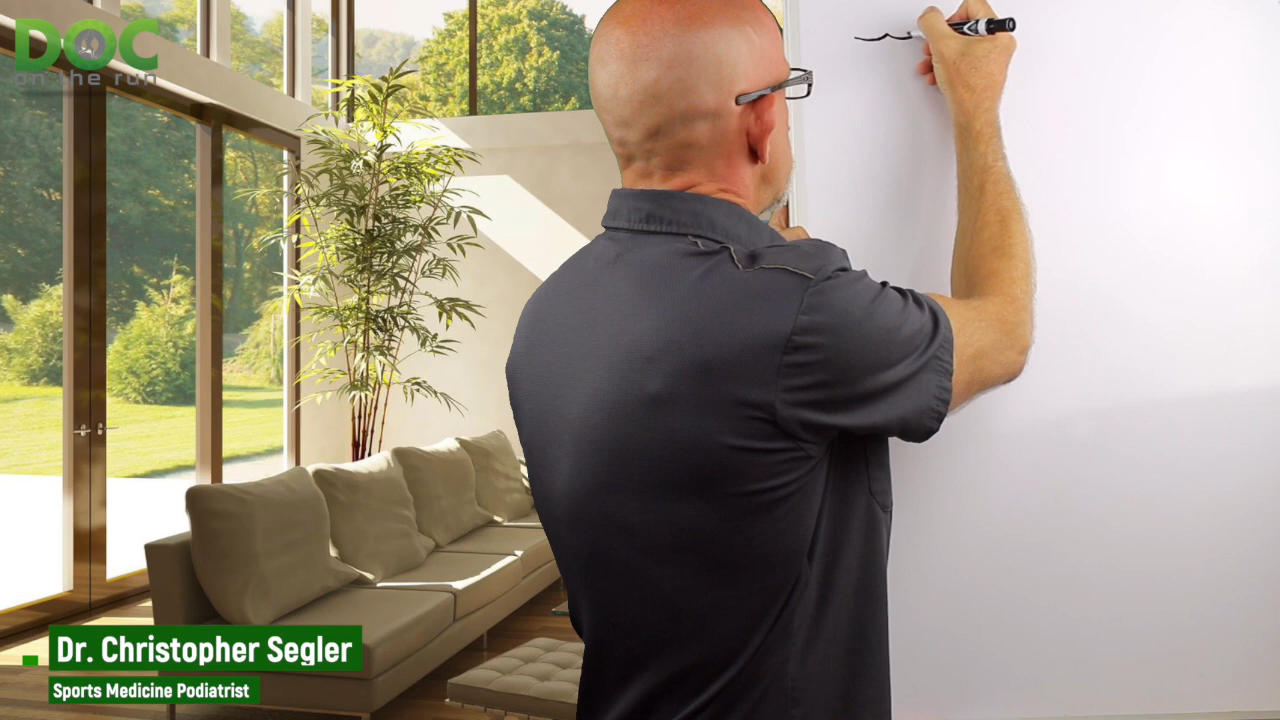 DOC
on the run
Dr. Christopher Segler
Sports Medicine Podiatrist